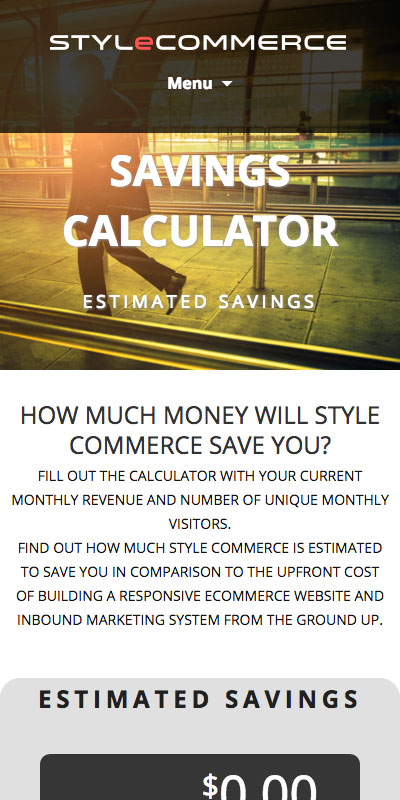 STYLeCOMMERCE
Menu
SAVINGS
CALCULATOR
ESTIMATED SAVINGS
HOW MUCH MONEY WILL STYLE
COMMERCE SAVE YOU?
FILL OUT THE CALCULATOR WITH YOUR CURRENT
MONTHLY REVENUE AND NUMBER OF UNIQUE MONTHLY
VISITORS.
FIND OUT HOW MUCH STYLE COMMERCE IS ESTIMATED
TO SAVE YOU IN COMPARISON TO THE UPFRONT COST
OF BUILDING A RESPONSIVE ECOMMERCE WEBSITE AND
INBOUND MARKETING SYSTEM FROM THE GROUND UP.
ESTIMATED SAVINGS
$0.00